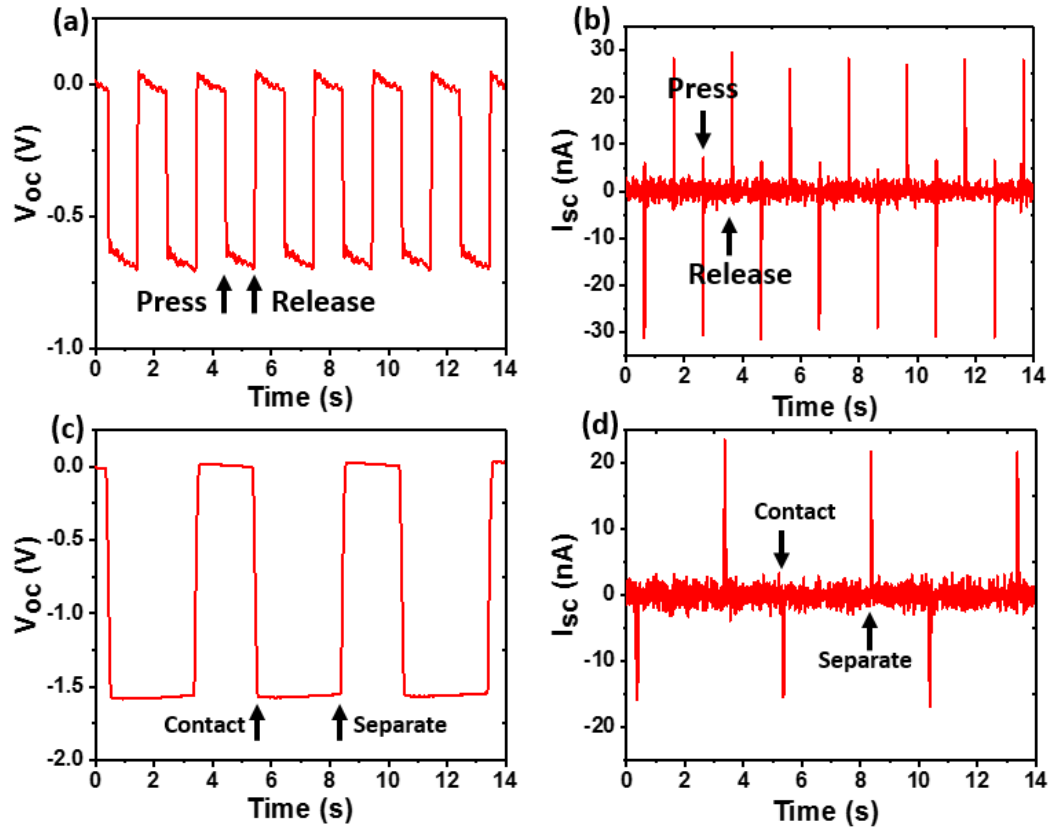 (a)
0.0
-0.5
-1.0
V_oc (V)
Press
Release
0 2 4 6 8 10 12 14
Time (s)
(b)
30
20
10
0
-10
-20
-30
I_sc (nA)
Press
Release
0 2 4 6 8 10 12 14
Time (s)
(c)
0.0
-0.5
-1.0
-1.5
-2.0
V_oc (V)
Contact
Separate
0 2 4 6 8 10 12 14
Time (s)
(d)
20
10
0
-10
-20
I_sc (nA)
Contact
Separate
0 2 4 6 8 10 12 14
Time (s)